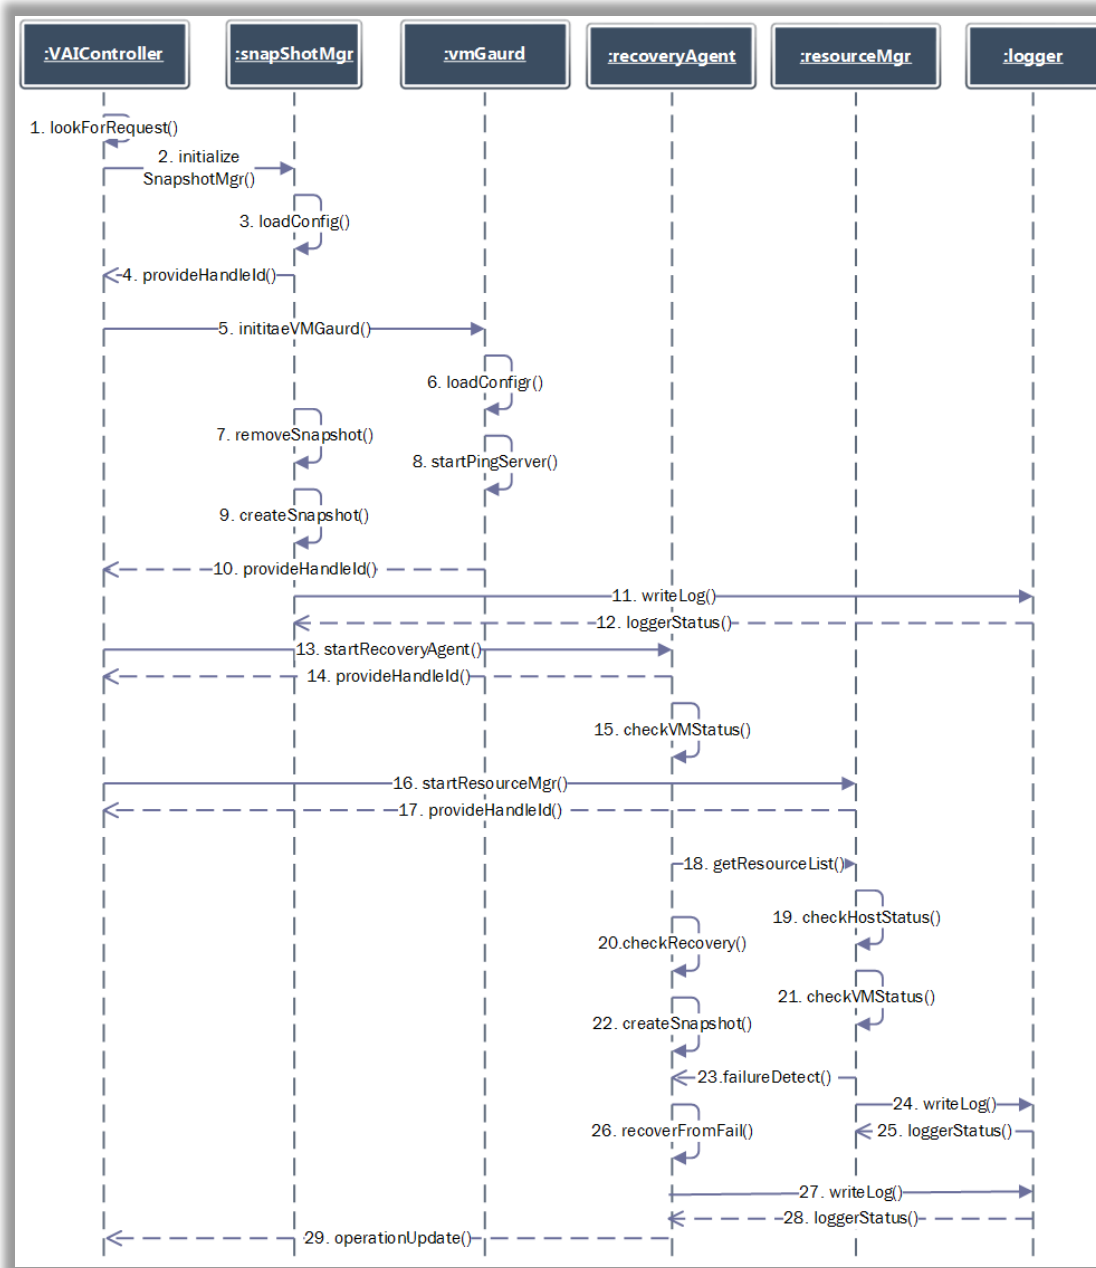 :VAIController
:snapShotMgr
:vmGaurd
:recoveryAgent
:resourceMgr
:logger
1. lookForRequest()
2. initialize
SnapshotMgr()
3. loadConfig()
4. provideHandleId()
5. inititaeVMGaurd()
6. loadConfigr()
7. removeSnapshot()
8. startPingServer()
9. createSnapshot()
10. provideHandleId()
11. writeLog()
12. loggerStatus()
13. startRecoveryAgent()
14. provideHandleId()
15. checkVMStatus()
16. startResourceMgr()
17. provideHandleId()
18. getResourceList()
19. checkHostStatus()
20.checkRecovery()
21. checkVMStatus()
22. createSnapshot()
23.failureDetect()
24. writeLog()
25. loggerStatus()
26. recoverFromFail()
27. writeLog()
28. loggerStatus()
29. operationUpdate()